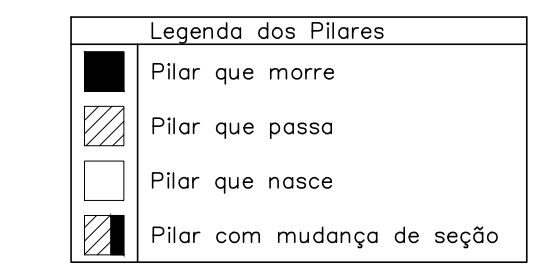 Legenda dos Pilares
Pilar que morre
Pilar que passa
Pilar que nasce
Pilar com mudança de seção